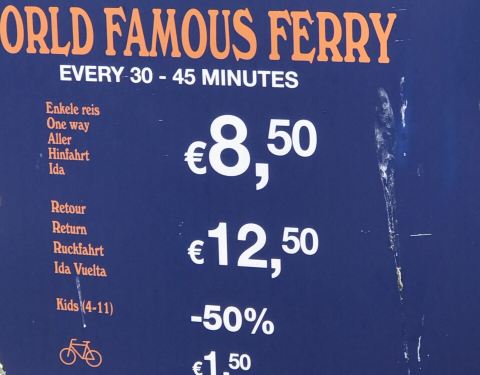 ORLD FAMOUS FERRY
EVERY 30 - 45 MINUTES
Enkele reis
One way
Aller
Hinfahrt
Ida
€8,50
Retour
Return
Ruckfahrt
Ida Vuelta
€12,50
Kids (4-11)
-50%
€1,50